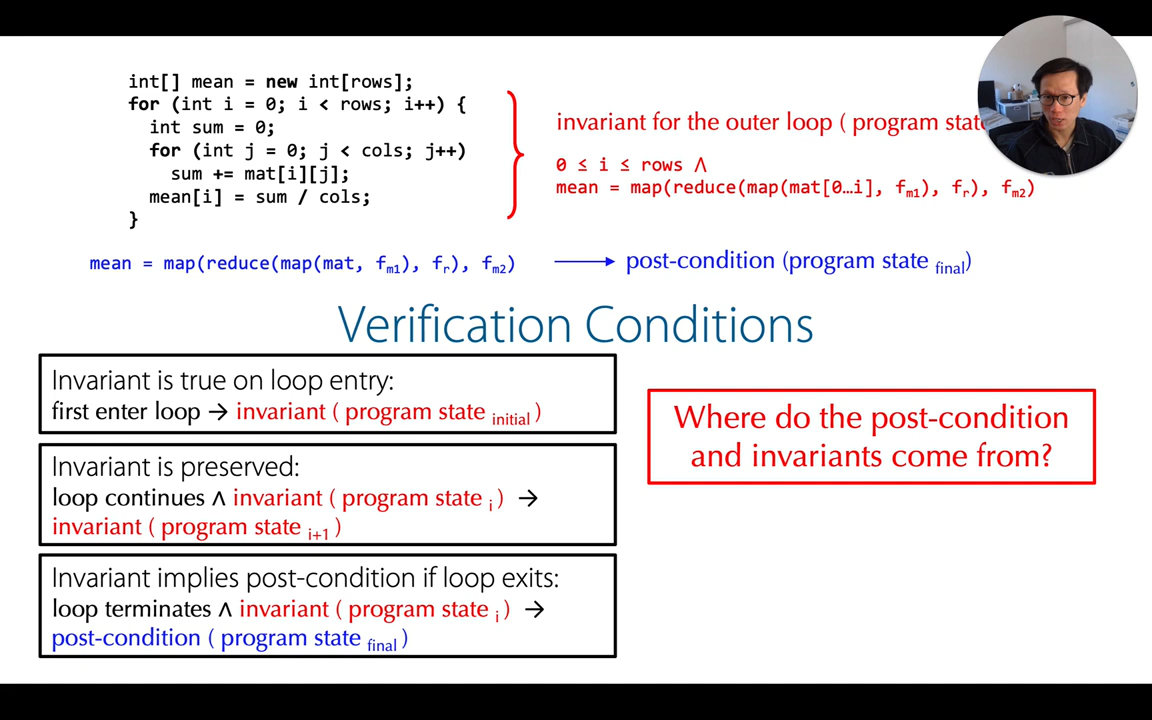 int[] mean = new int[rows];
for (int i = 0; i < rows; i++) {
int sum = 0;
for (int j = 0; j < cols; j++)
sum += mat[i][j];
mean[i] = sum / cols;
}
invariant for the outer loop ( program state
0 ≤ i ≤ rows ∧
mean = map(reduce(map(mat[0…i], fm1), fr), fm2)
mean = map(reduce(map(mat, fm1), fr), fm2)
post-condition (program state final)
Verification Conditions
Invariant is true on loop entry:
first enter loop → invariant ( program state initial )
Invariant is preserved:
loop continues ∧ invariant ( program state i ) →
invariant ( program state i+1 )
Invariant implies post-condition if loop exits:
loop terminates ∧ invariant ( program state i ) →
post-condition ( program state final )
Where do the post-condition
and invariants come from?